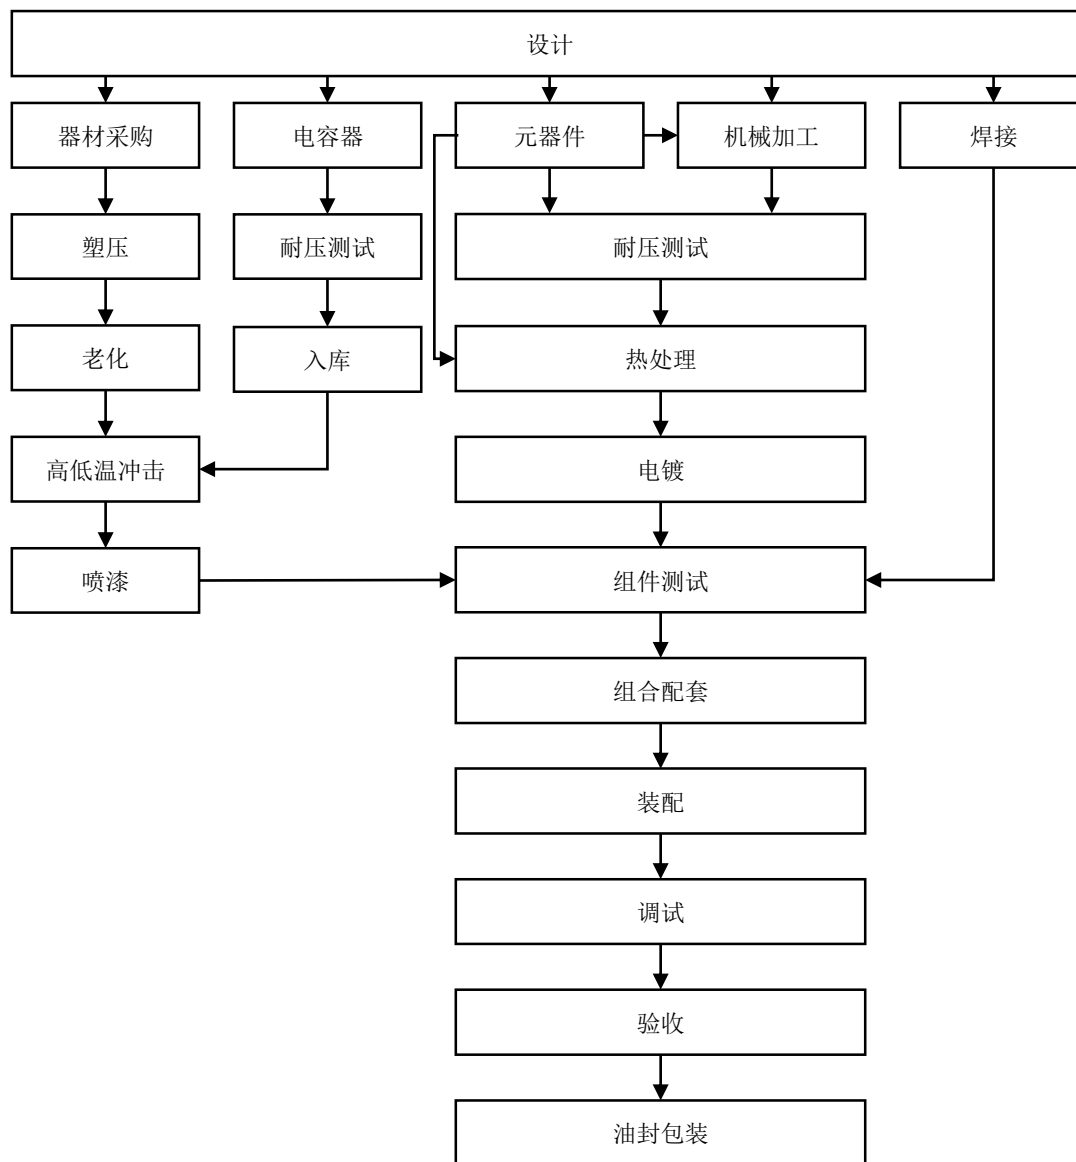 设计
器材采购
电容器
元器件
机械加工
焊接
塑压
耐压测试
耐压测试
老化
入库
热处理
高低温冲击
电镀
喷漆
组件测试
组合配套
装配
调试
验收
油封包装